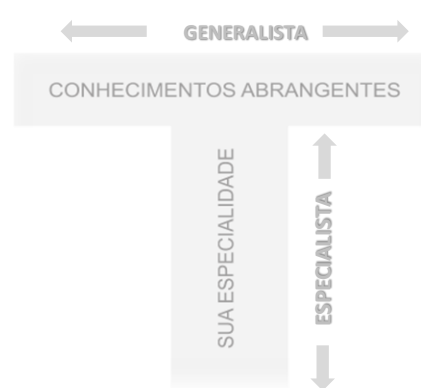 GENERALISTA
CONHECIMENTOS ABRANGENTES
SUA ESPECIALIDADE
ESPECIALISTA